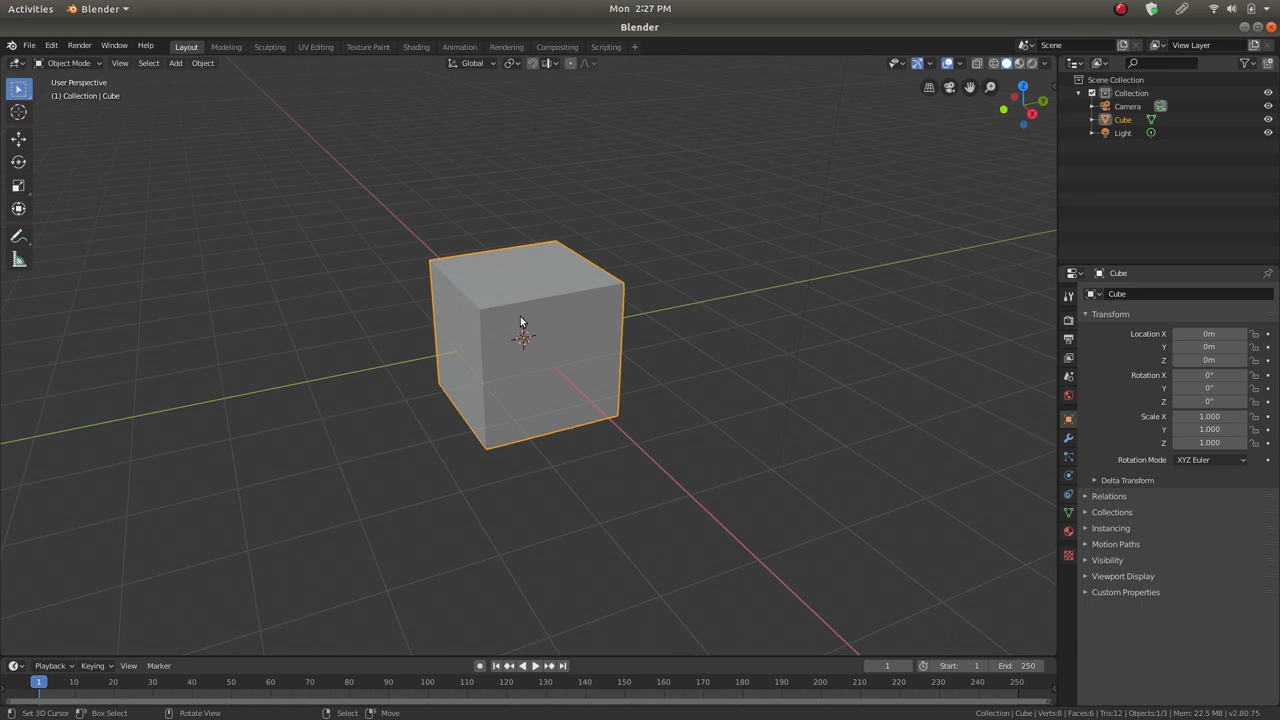 Activities Blender Mon 2:27 PM
Blender
File Edit Render Window Help Layout Modeling Sculpting UV Editing Texture Paint Shading Animation Rendering Compositing Scripting + Scene View Layer
Object Mode View Select Add Object Global
User Perspective
(1) Collection | Cube
Z
Y
X
Scene Collection
Collection
Camera
Cube
Light
Cube
Cube
Transform
Location X 0m
Y 0m
Z 0m
Rotation X 0°
Y 0°
Z 0°
Scale X 1.000
Y 1.000
Z 1.000
Rotation Mode XYZ Euler
Delta Transform
Relations
Collections
Instancing
Motion Paths
Visibility
Viewport Display
Custom Properties
Playback Keying View Marker 1 Start: 1 End: 250
1 10 20 30 40 50 60 70 80 90 100 110 120 130 140 150 160 170 180 190 200 210 220 230 240 250
Set 3D Cursor Box Select Rotate View Select Move Collection | Cube | Verts:8 | Faces:6 | Tris:12 | Objects:1/3 | Mem: 22.5 MB | v2.80.75